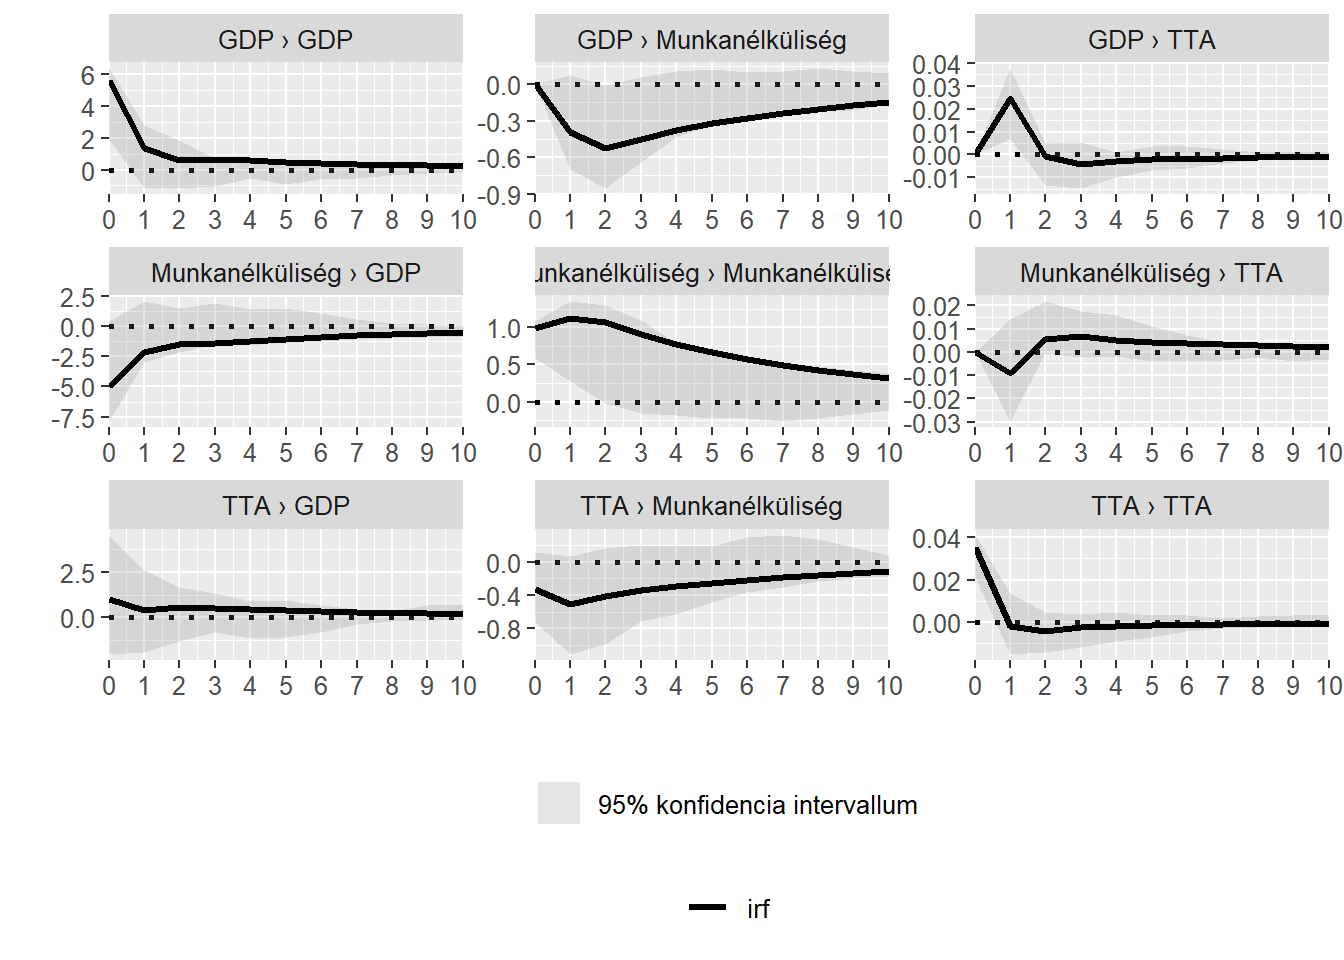 GDP › GDP
6
4
2
0
0 1 2 3 4 5 6 7 8 9 10
GDP › Munkanélküliség
0.0
-0.3
-0.6
-0.9
0 1 2 3 4 5 6 7 8 9 10
GDP › TTA
0.04
0.03
0.02
0.01
0.00
-0.01
0 1 2 3 4 5 6 7 8 9 10
Munkanélküliség › GDP
2.5
0.0
-2.5
-5.0
-7.5
0 1 2 3 4 5 6 7 8 9 10
unkanélküliség › Munkanélkülisé
1.0
0.5
0.0
0 1 2 3 4 5 6 7 8 9 10
Munkanélküliség › TTA
0.02
0.01
0.00
-0.01
-0.02
-0.03
0 1 2 3 4 5 6 7 8 9 10
TTA › GDP
2.5
0.0
0 1 2 3 4 5 6 7 8 9 10
TTA › Munkanélküliség
0.0
-0.4
-0.8
0 1 2 3 4 5 6 7 8 9 10
TTA › TTA
0.04
0.02
0.00
0 1 2 3 4 5 6 7 8 9 10
95% konfidencia intervallum
irf